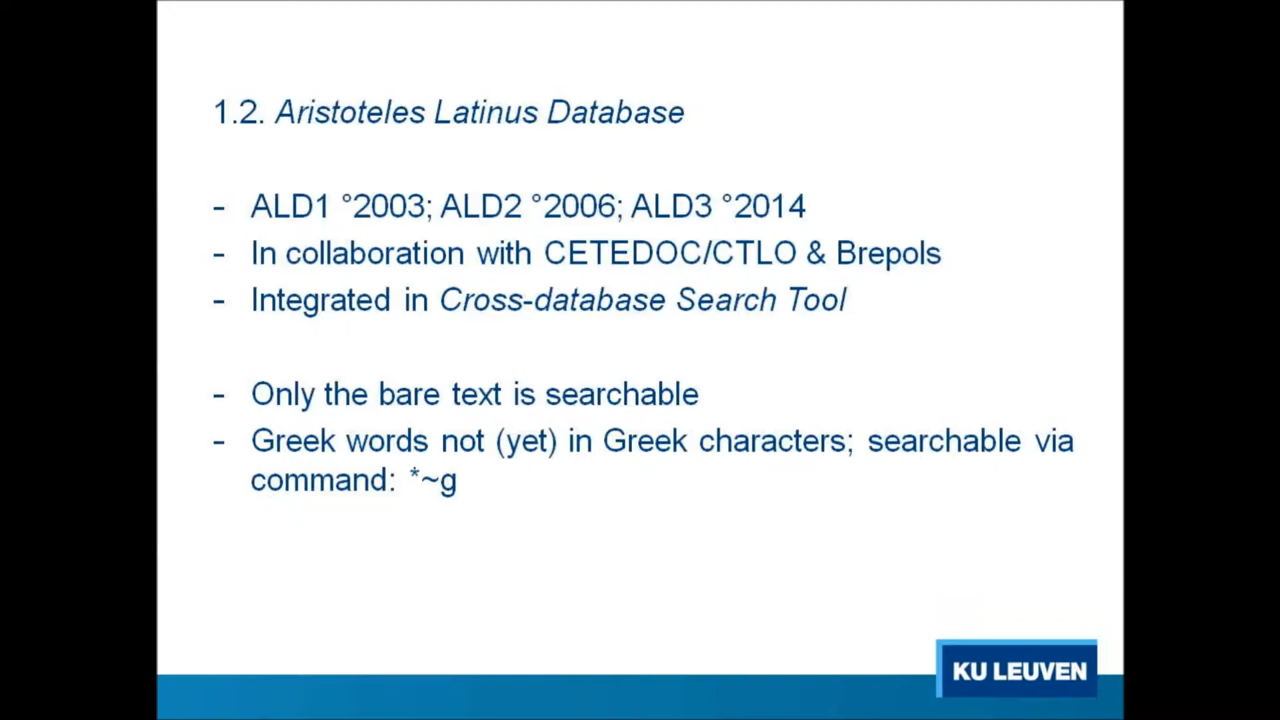 1.2. Aristoteles Latinus Database
- ALD1 °2003; ALD2 °2006; ALD3 °2014
- In collaboration with CETEDOC/CTLO & Brepols
- Integrated in Cross-database Search Tool
- Only the bare text is searchable
- Greek words not (yet) in Greek characters; searchable via
command: *~g
KU LEUVEN